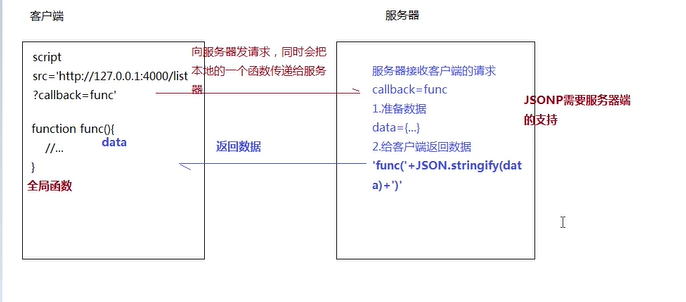 客户端
服务器
script
src='http://127.0.0.1:4000/list
?callback=func'
function func(){
//...
data
}
全局函数
向服务器发请求，同时会把
本地的一个函数传递给服务
器
返回数据
服务器接收客户端的请求
callback=func
1.准备数据
data={...}
2.给客户端返回数据
'func('+JSON.stringify(dat
a)+')'
JSONP需要服务器端
的支持